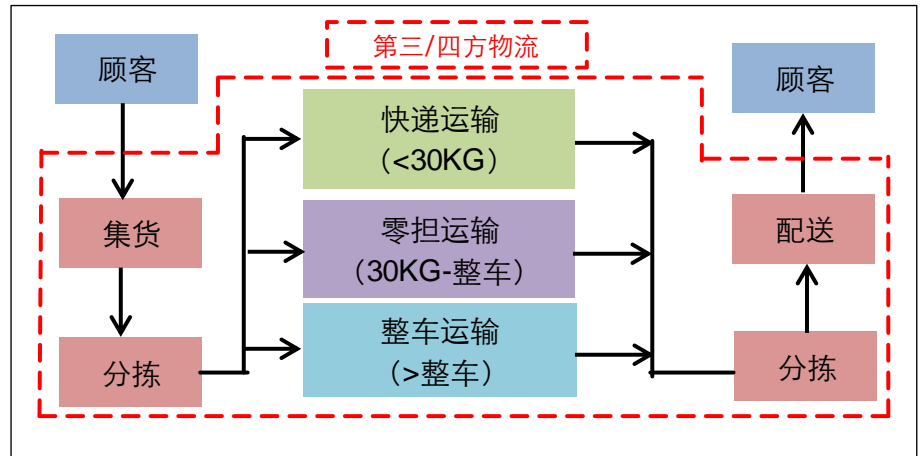 第三/四方物流
顾客
顾客
快递运输
（<30KG）
集货
零担运输
（30KG-整车）
配送
分拣
整车运输
（>整车）
分拣